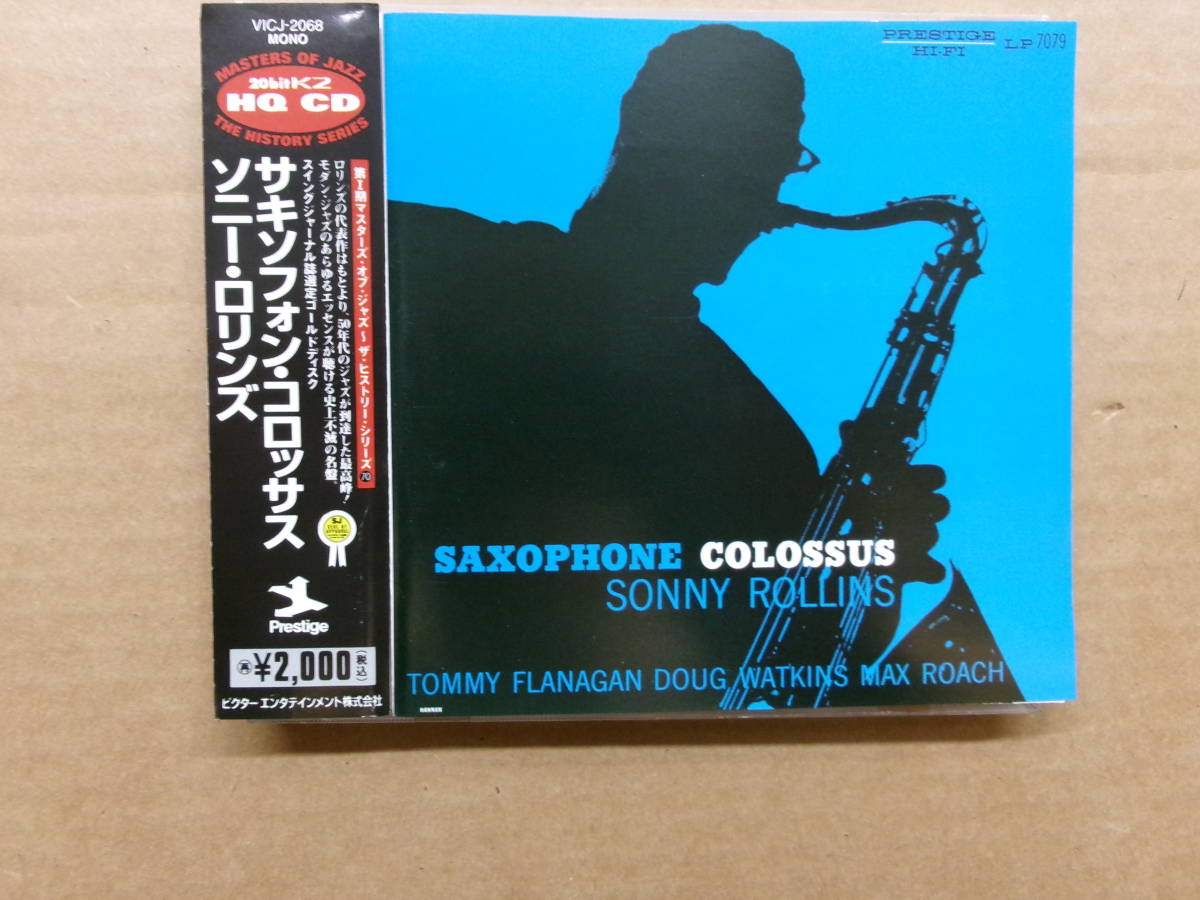 VICJ-2068
MONO
MASTERS OF JAZZ
20bit K2
HQ CD
THE HISTORY SERIES
第I期マスターズ・オブ・ジャズ〜ザ・ヒストリー・シリーズ70
ロリンズの代表作はもとより、50年代のジャズが到達した最高峰!
モダン・ジャズのあらゆるエッセンスが聴ける史上不滅の名盤。
スイングジャーナル誌選定ゴールドディスク
サキソフォン・コロッサス
ソニー・ロリンズ
SJ
Prestige
再 ¥2,000(税込)
ビクターエンタテインメント株式会社
PRESTIGE
HI-FI
LP 7079
SAXOPHONE COLOSSUS
SONNY ROLLINS
TOMMY FLANAGAN DOUG WATKINS MAX ROACH